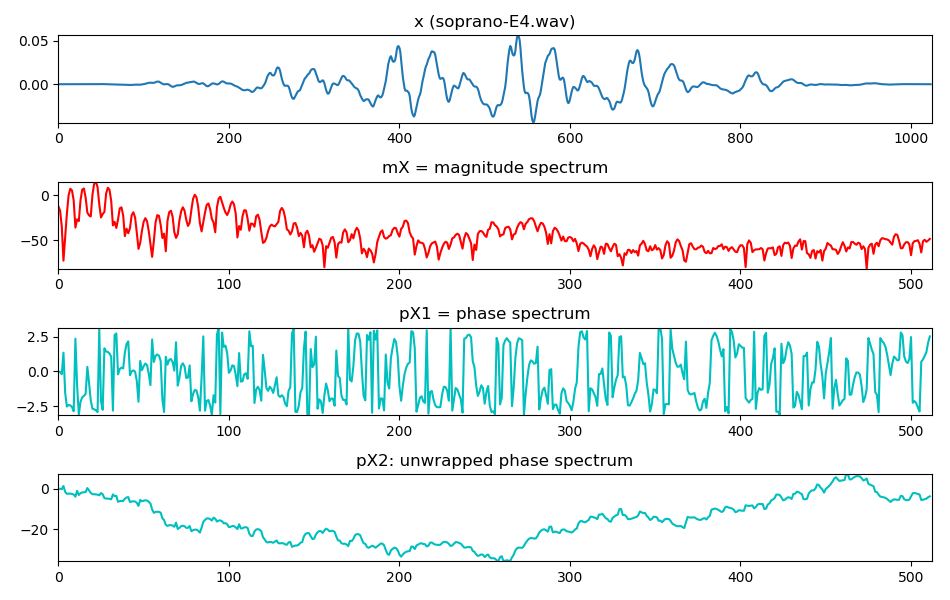 x (soprano-E4.wav)
0.05
0.00
0 200 400 600 800 1000
mX = magnitude spectrum
0
−50
0 100 200 300 400 500
pX1 = phase spectrum
2.5
0.0
−2.5
0 100 200 300 400 500
pX2: unwrapped phase spectrum
0
−20
0 100 200 300 400 500